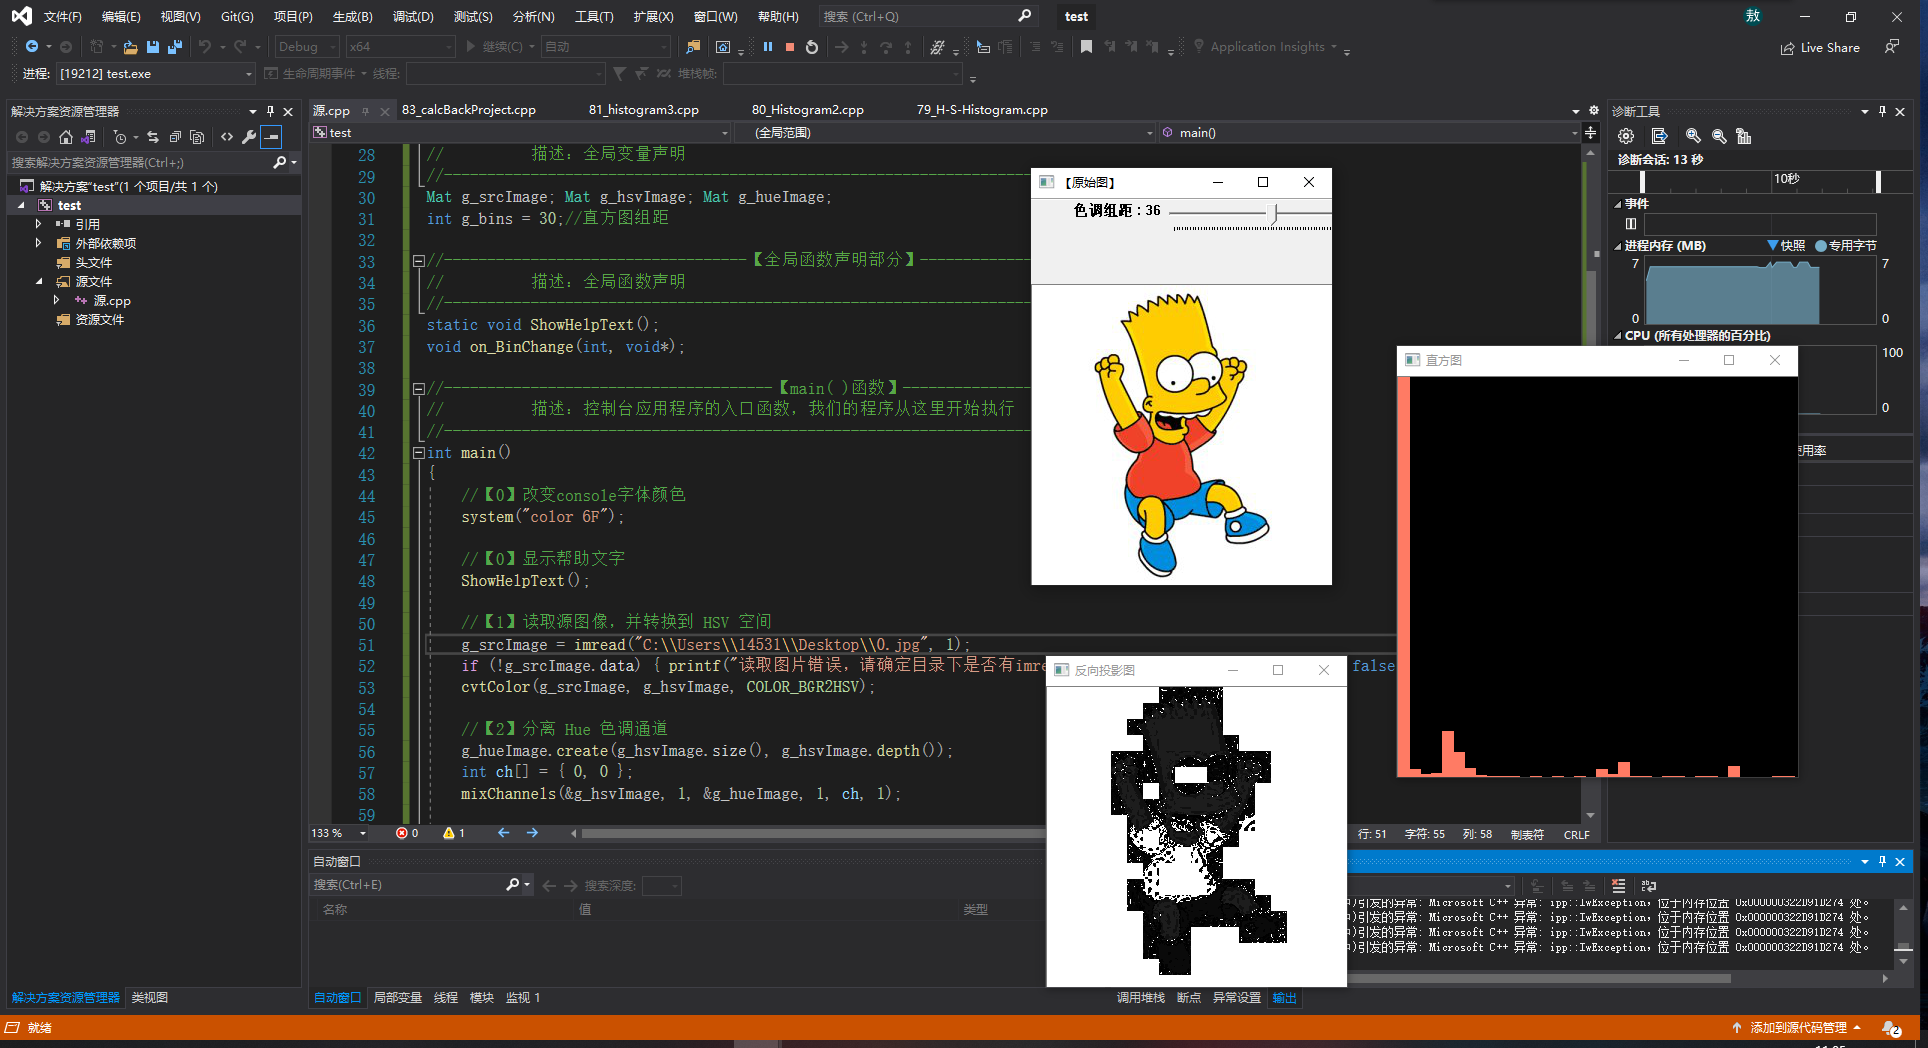 文件(F) 编辑(E) 视图(V) Git(G) 项目(P) 生成(B) 调试(D) 测试(S) 分析(N) 工具(T) 扩展(X) 窗口(W) 帮助(H) 搜索 (Ctrl+Q) test 敖
Debug x64 继续(C) 自动 Application Insights Live Share
进程: [19212] test.exe 生命周期事件 线程: 堆栈帧:
解决方案资源管理器
搜索解决方案资源管理器(Ctrl+;)
解决方案"test"(1 个项目/共 1 个)
test
引用
外部依赖项
头文件
源文件
源.cpp
资源文件
解决方案资源管理器 类视图
源.cpp 83_calcBackProject.cpp 81_histogram3.cpp 80_Histogram2.cpp 79_H-S-Histogram.cpp
test (全局范围) main()
28 // 描述: 全局变量声明
29 //------------------------------------------------------------
30 Mat g_srcImage; Mat g_hsvImage; Mat g_hueImage;
31 int g_bins = 30;//直方图组距
32
33 //-----------------------------------【全局函数声明部分】-------------
34 // 描述: 全局函数声明
35 //------------------------------------------------------------
36 static void ShowHelpText();
37 void on_BinChange(int, void*);
38
39 //--------------------------------------【main( )函数】---------------
40 // 描述: 控制台应用程序的入口函数, 我们的程序从这里开始执行
41 //------------------------------------------------------------
42 int main()
43 {
44 //【0】改变console字体颜色
45 system("color 6F");
46
47 //【0】显示帮助文字
48 ShowHelpText();
49
50 //【1】读取源图像, 并转换到 HSV 空间
51 g_srcImage = imread("C:\\Users\\14531\\Desktop\\0.jpg", 1);
52 if (!g_srcImage.data) { printf("读取图片错误, 请确定目录下是否有imre false
53 cvtColor(g_srcImage, g_hsvImage, COLOR_BGR2HSV);
54
55 //【2】分离 Hue 色调通道
56 g_hueImage.create(g_hsvImage.size(), g_hsvImage.depth());
57 int ch[] = { 0, 0 };
58 mixChannels(&g_hsvImage, 1, &g_hueImage, 1, ch, 1);
59
133 % 0 1 行: 51 字符: 55 列: 58 制表符 CRLF
【原始图】
色调组距 : 36
直方图
反向投影图
诊断工具
诊断会话: 13 秒
10秒
事件
进程内存 (MB) 快照 专用字节
7 7
0 0
CPU (所有处理器的百分比)
100
0
使用率
自动窗口
搜索(Ctrl+E) 搜索深度:
名称 值 类型
自动窗口 局部变量 线程 模块 监视 1
)引发的异常: Microsoft C++ 异常: ipp::IwException, 位于内存位置 0x000000322D91D274 处。
)引发的异常: Microsoft C++ 异常: ipp::IwException, 位于内存位置 0x000000322D91D274 处。
)引发的异常: Microsoft C++ 异常: ipp::IwException, 位于内存位置 0x000000322D91D274 处。
)引发的异常: Microsoft C++ 异常: ipp::IwException, 位于内存位置 0x000000322D91D274 处。
调用堆栈 断点 异常设置 输出
就绪 添加到源代码管理 2